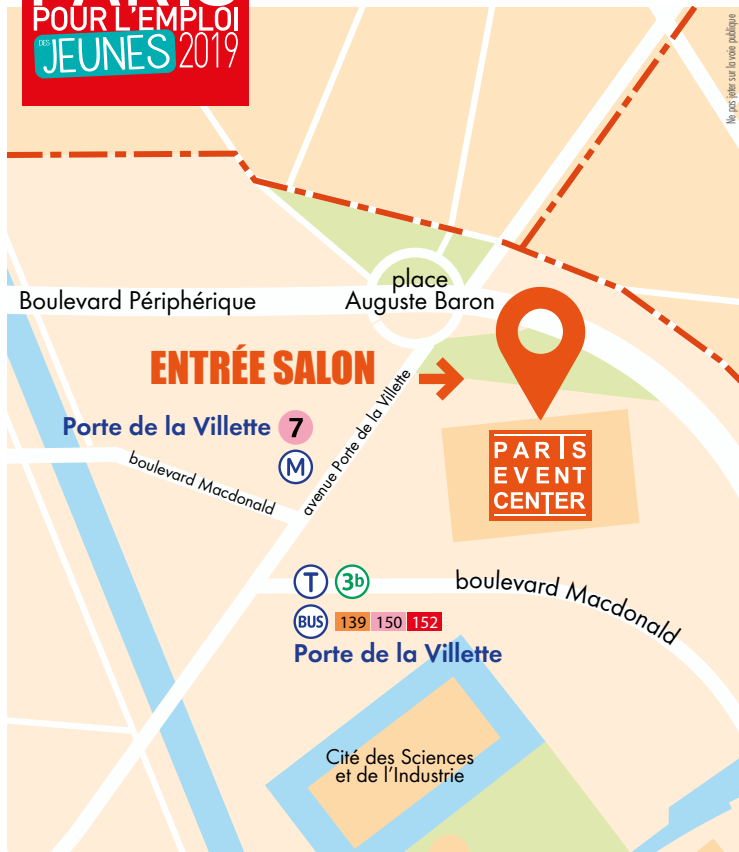 PARIS
POUR L'EMPLOI
DES
JEUNES 2019
Ne pas jeter sur la voie publique
place
Auguste Baron
Boulevard Périphérique
ENTRÉE SALON
avenue Porte de la Villette
Porte de la Villette 7
M
boulevard Macdonald
PARIS
EVENT
CENTER
T 3b
boulevard Macdonald
BUS 139 150 152
Porte de la Villette
Cité des Sciences
et de l'Industrie